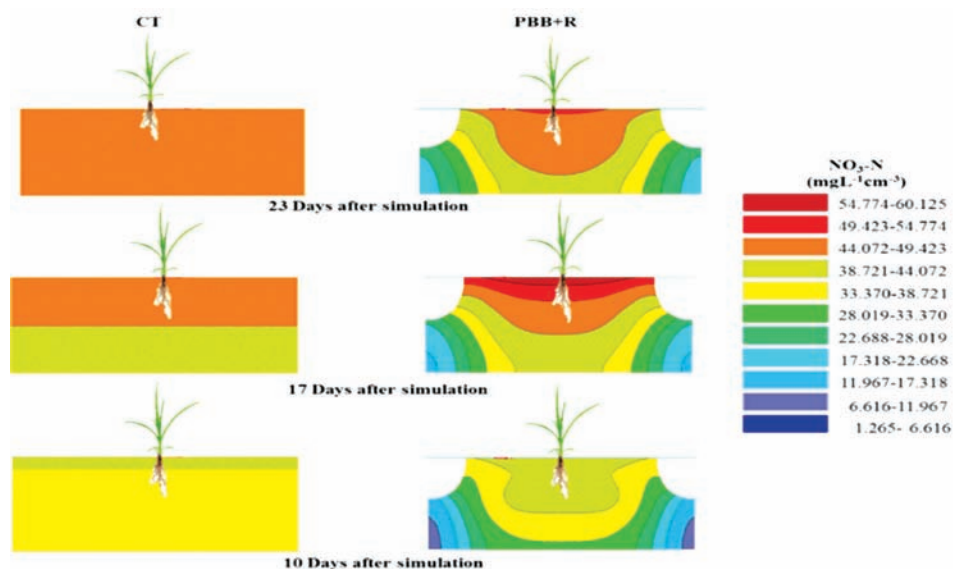 CT
PBB+R
23 Days after simulation
17 Days after simulation
10 Days after simulation
NO3-N
(mgL-1cm-3)
54.774-60.125
49.423-54.774
44.072-49.423
38.721-44.072
33.370-38.721
28.019-33.370
22.688-28.019
17.318-22.668
11.967-17.318
6.616-11.967
1.265- 6.616